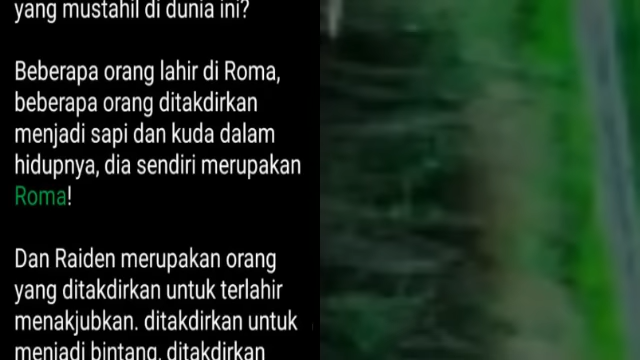 yang mustahil di dunia ini?
Beberapa orang lahir di Roma,
beberapa orang ditakdirkan
menjadi sapi dan kuda dalam
hidupnya, dia sendiri merupakan
Roma!
Dan Raiden merupakan orang
yang ditakdirkan untuk terlahir
menakjubkan. ditakdirkan untuk
menjadi bintang, ditakdirkan